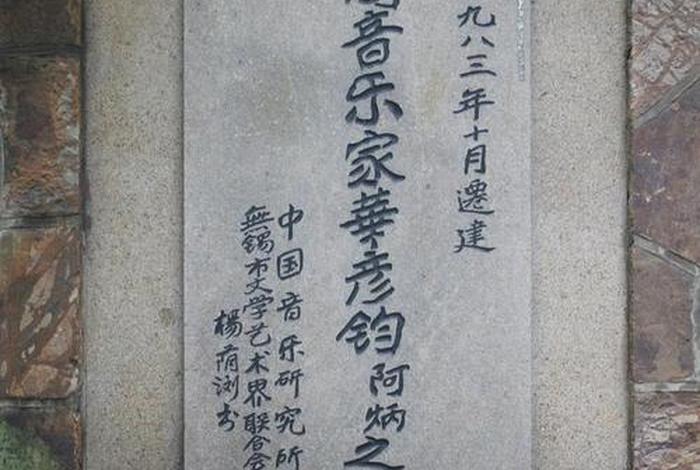 九八三年十月遷建
音乐家華彦钧阿炳之
中国音乐研究所
無錫市文学艺术界联合会
楊荫浏书